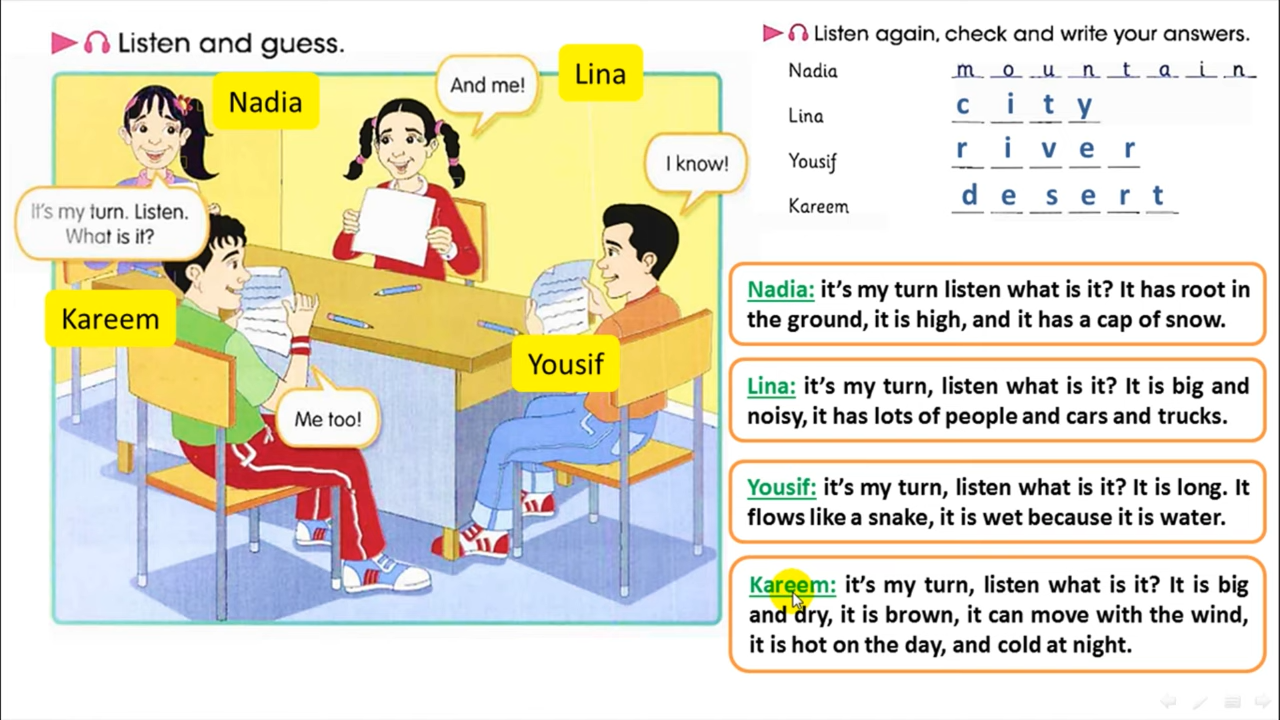 Listen and guess.
Nadia
And me!
Lina
I know!
It's my turn. Listen.
What is it?
Kareem
Yousif
Me too!
Listen again, check and write your answers.
Nadia m o u n t a i n
Lina c i t y
Yousif r i v e r
Kareem d e s e r t
Nadia: it's my turn listen what is it? It has root in
the ground, it is high, and it has a cap of snow.
Lina: it's my turn, listen what is it? It is big and
noisy, it has lots of people and cars and trucks.
Yousif: it's my turn, listen what is it? It is long. It
flows like a snake, it is wet because it is water.
Kareem: it's my turn, listen what is it? It is big
and dry, it is brown, it can move with the wind,
it is hot on the day, and cold at night.